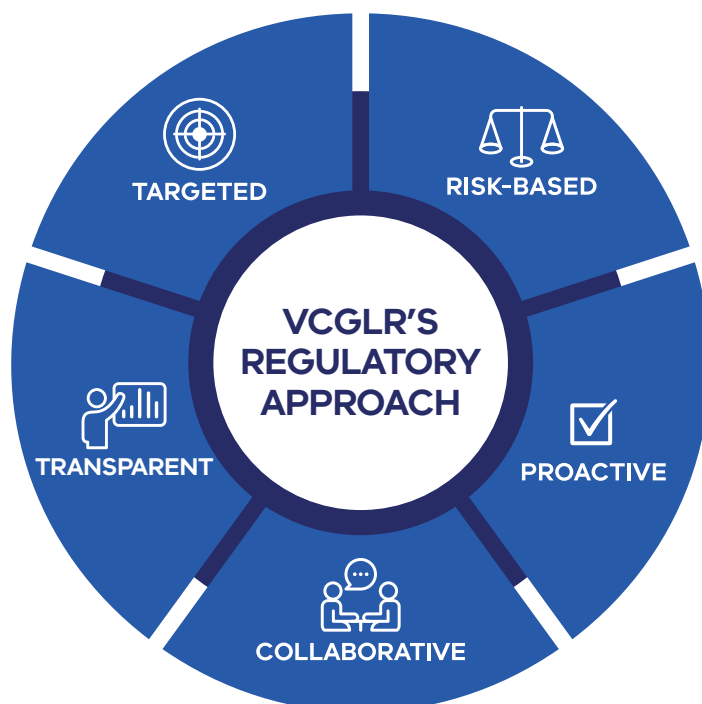 TARGETED
RISK-BASED
VCGLR'S
REGULATORY
APPROACH
TRANSPARENT
PROACTIVE
COLLABORATIVE